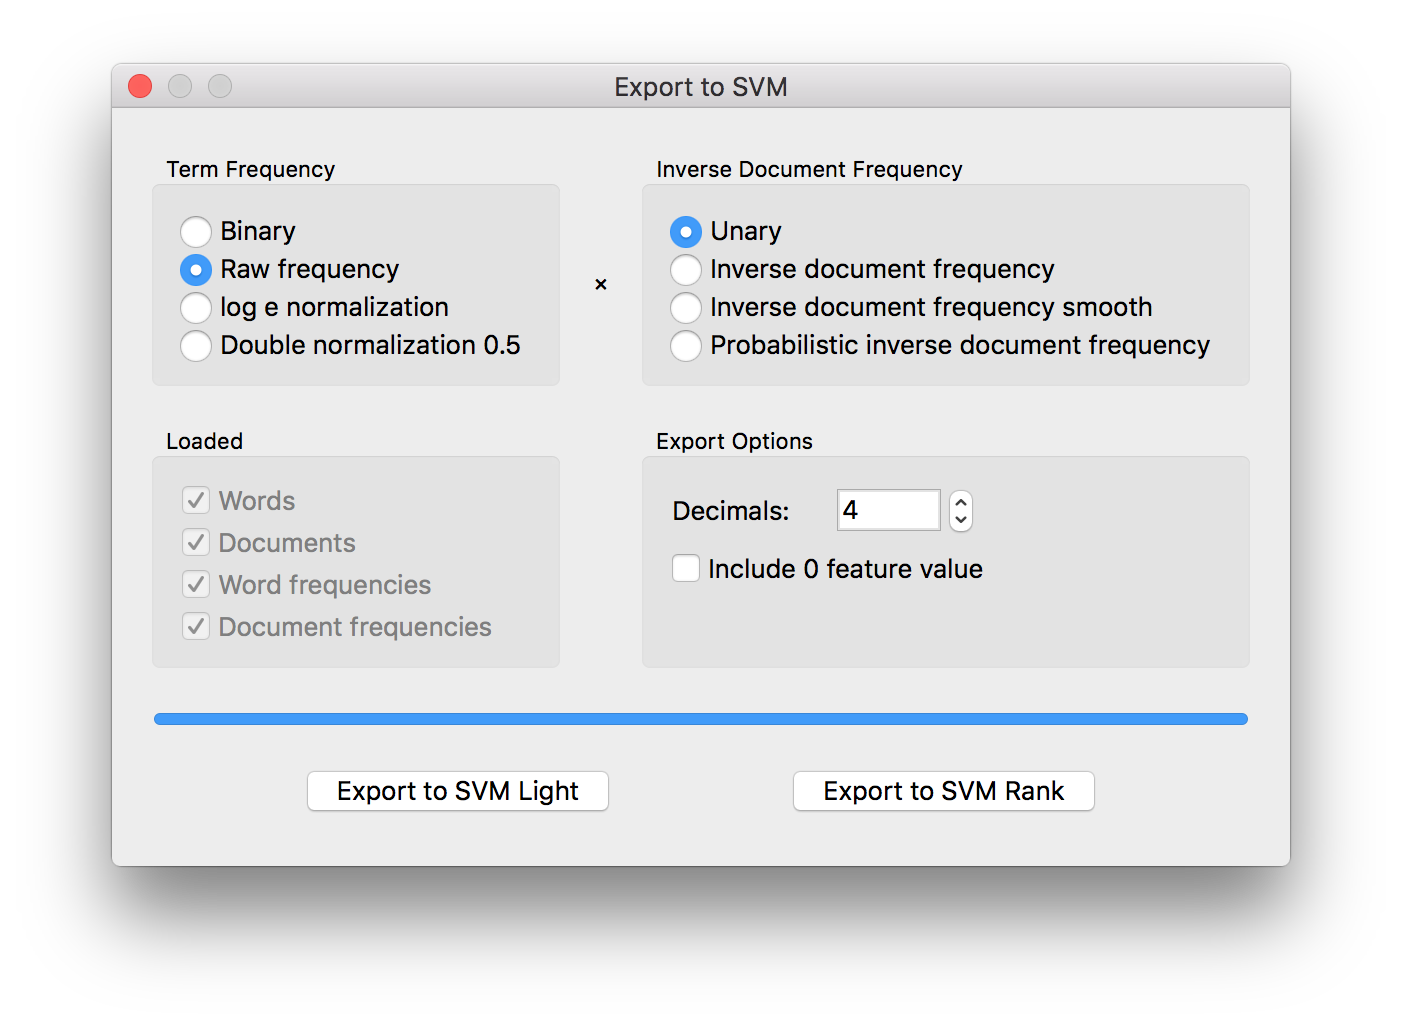 Export to SVM
Term Frequency
Binary
Raw frequency
log e normalization
Double normalization 0.5
×
Inverse Document Frequency
Unary
Inverse document frequency
Inverse document frequency smooth
Probabilistic inverse document frequency
Loaded
Words
Documents
Word frequencies
Document frequencies
Export Options
Decimals: 4
Include 0 feature value
Export to SVM Light
Export to SVM Rank